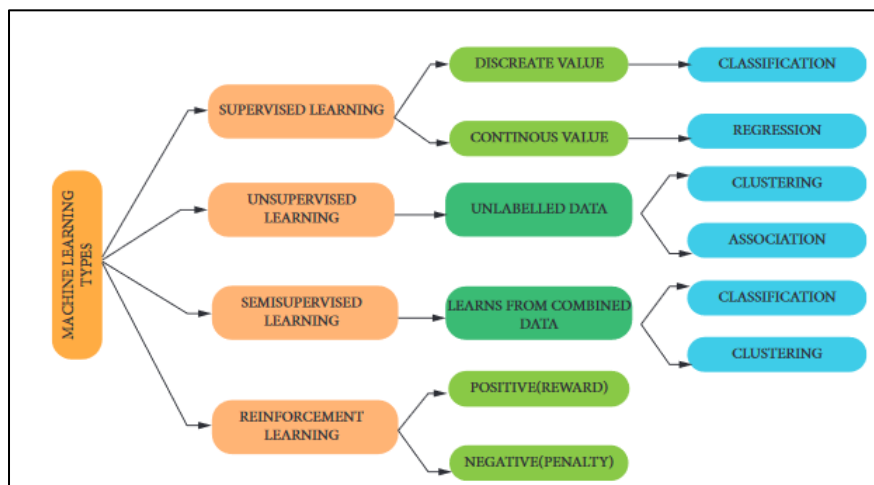 DISCREATE VALUE
CLASSIFICATION
SUPERVISED LEARNING
CONTINOUS VALUE
REGRESSION
MACHINE LEARNING
TYPES
UNSUPERVISED
LEARNING
UNLABELLED DATA
CLUSTERING
ASSOCIATION
SEMISUPERVISED
LEARNING
LEARNS FROM COMBINED
DATA
CLASSIFICATION
CLUSTERING
REINFORCEMENT
LEARNING
POSITIVE(REWARD)
NEGATIVE(PENALTY)